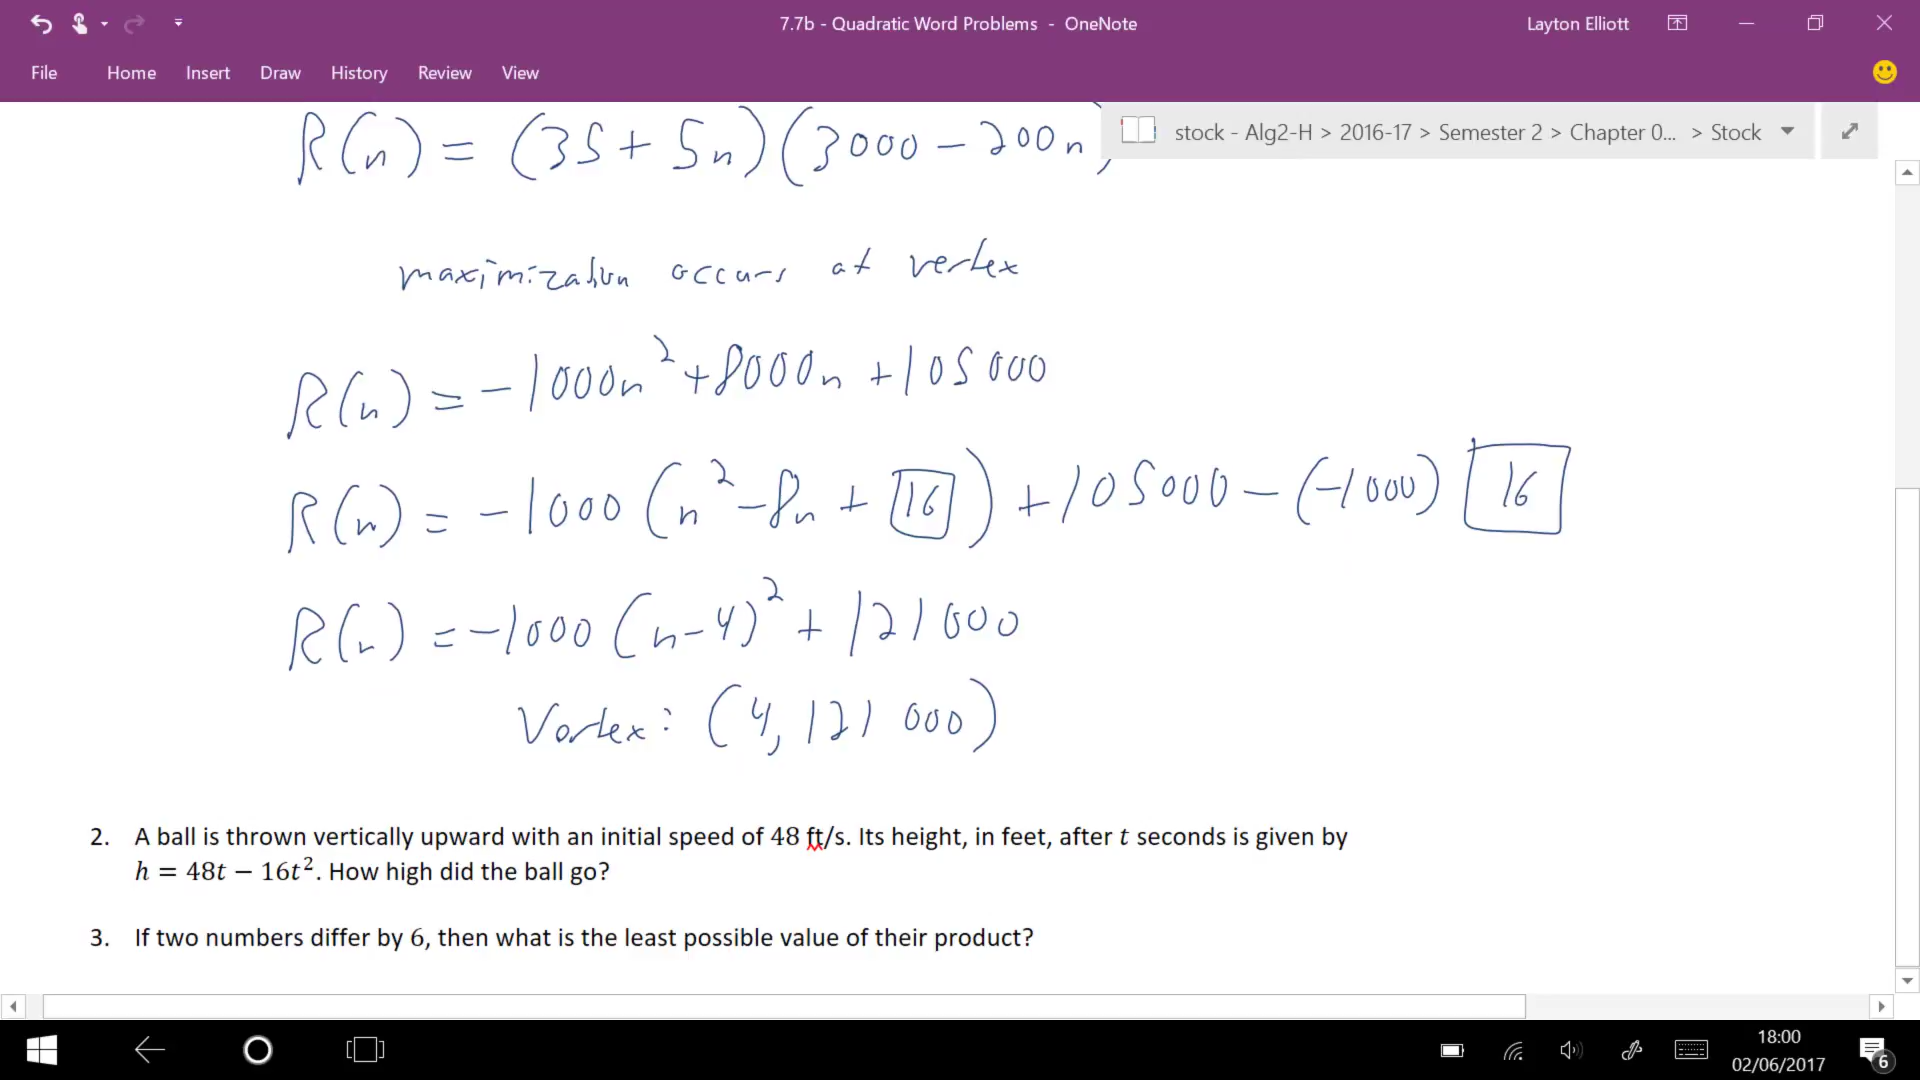 7.7b - Quadratic Word Problems - OneNote
Layton Elliott
File Home Insert Draw History Review View
stock - Alg2-H > 2016-17 > Semester 2 > Chapter 0... > Stock
R(n) = (35 + 5n)(3000 - 200n)
maximization occurs at vertex
R(n) = -1000n² + 8000n + 105000
R(n) = -1000(n² - 8n + 16) + 105000 - (-1000) 16
R(n) = -1000(n-4)² + 121000
Vertex: (4, 121 000)
2. A ball is thrown vertically upward with an initial speed of 48 ft/s. Its height, in feet, after t seconds is given by
h = 48t − 16t². How high did the ball go?
3. If two numbers differ by 6, then what is the least possible value of their product?
18:00
02/06/2017
6